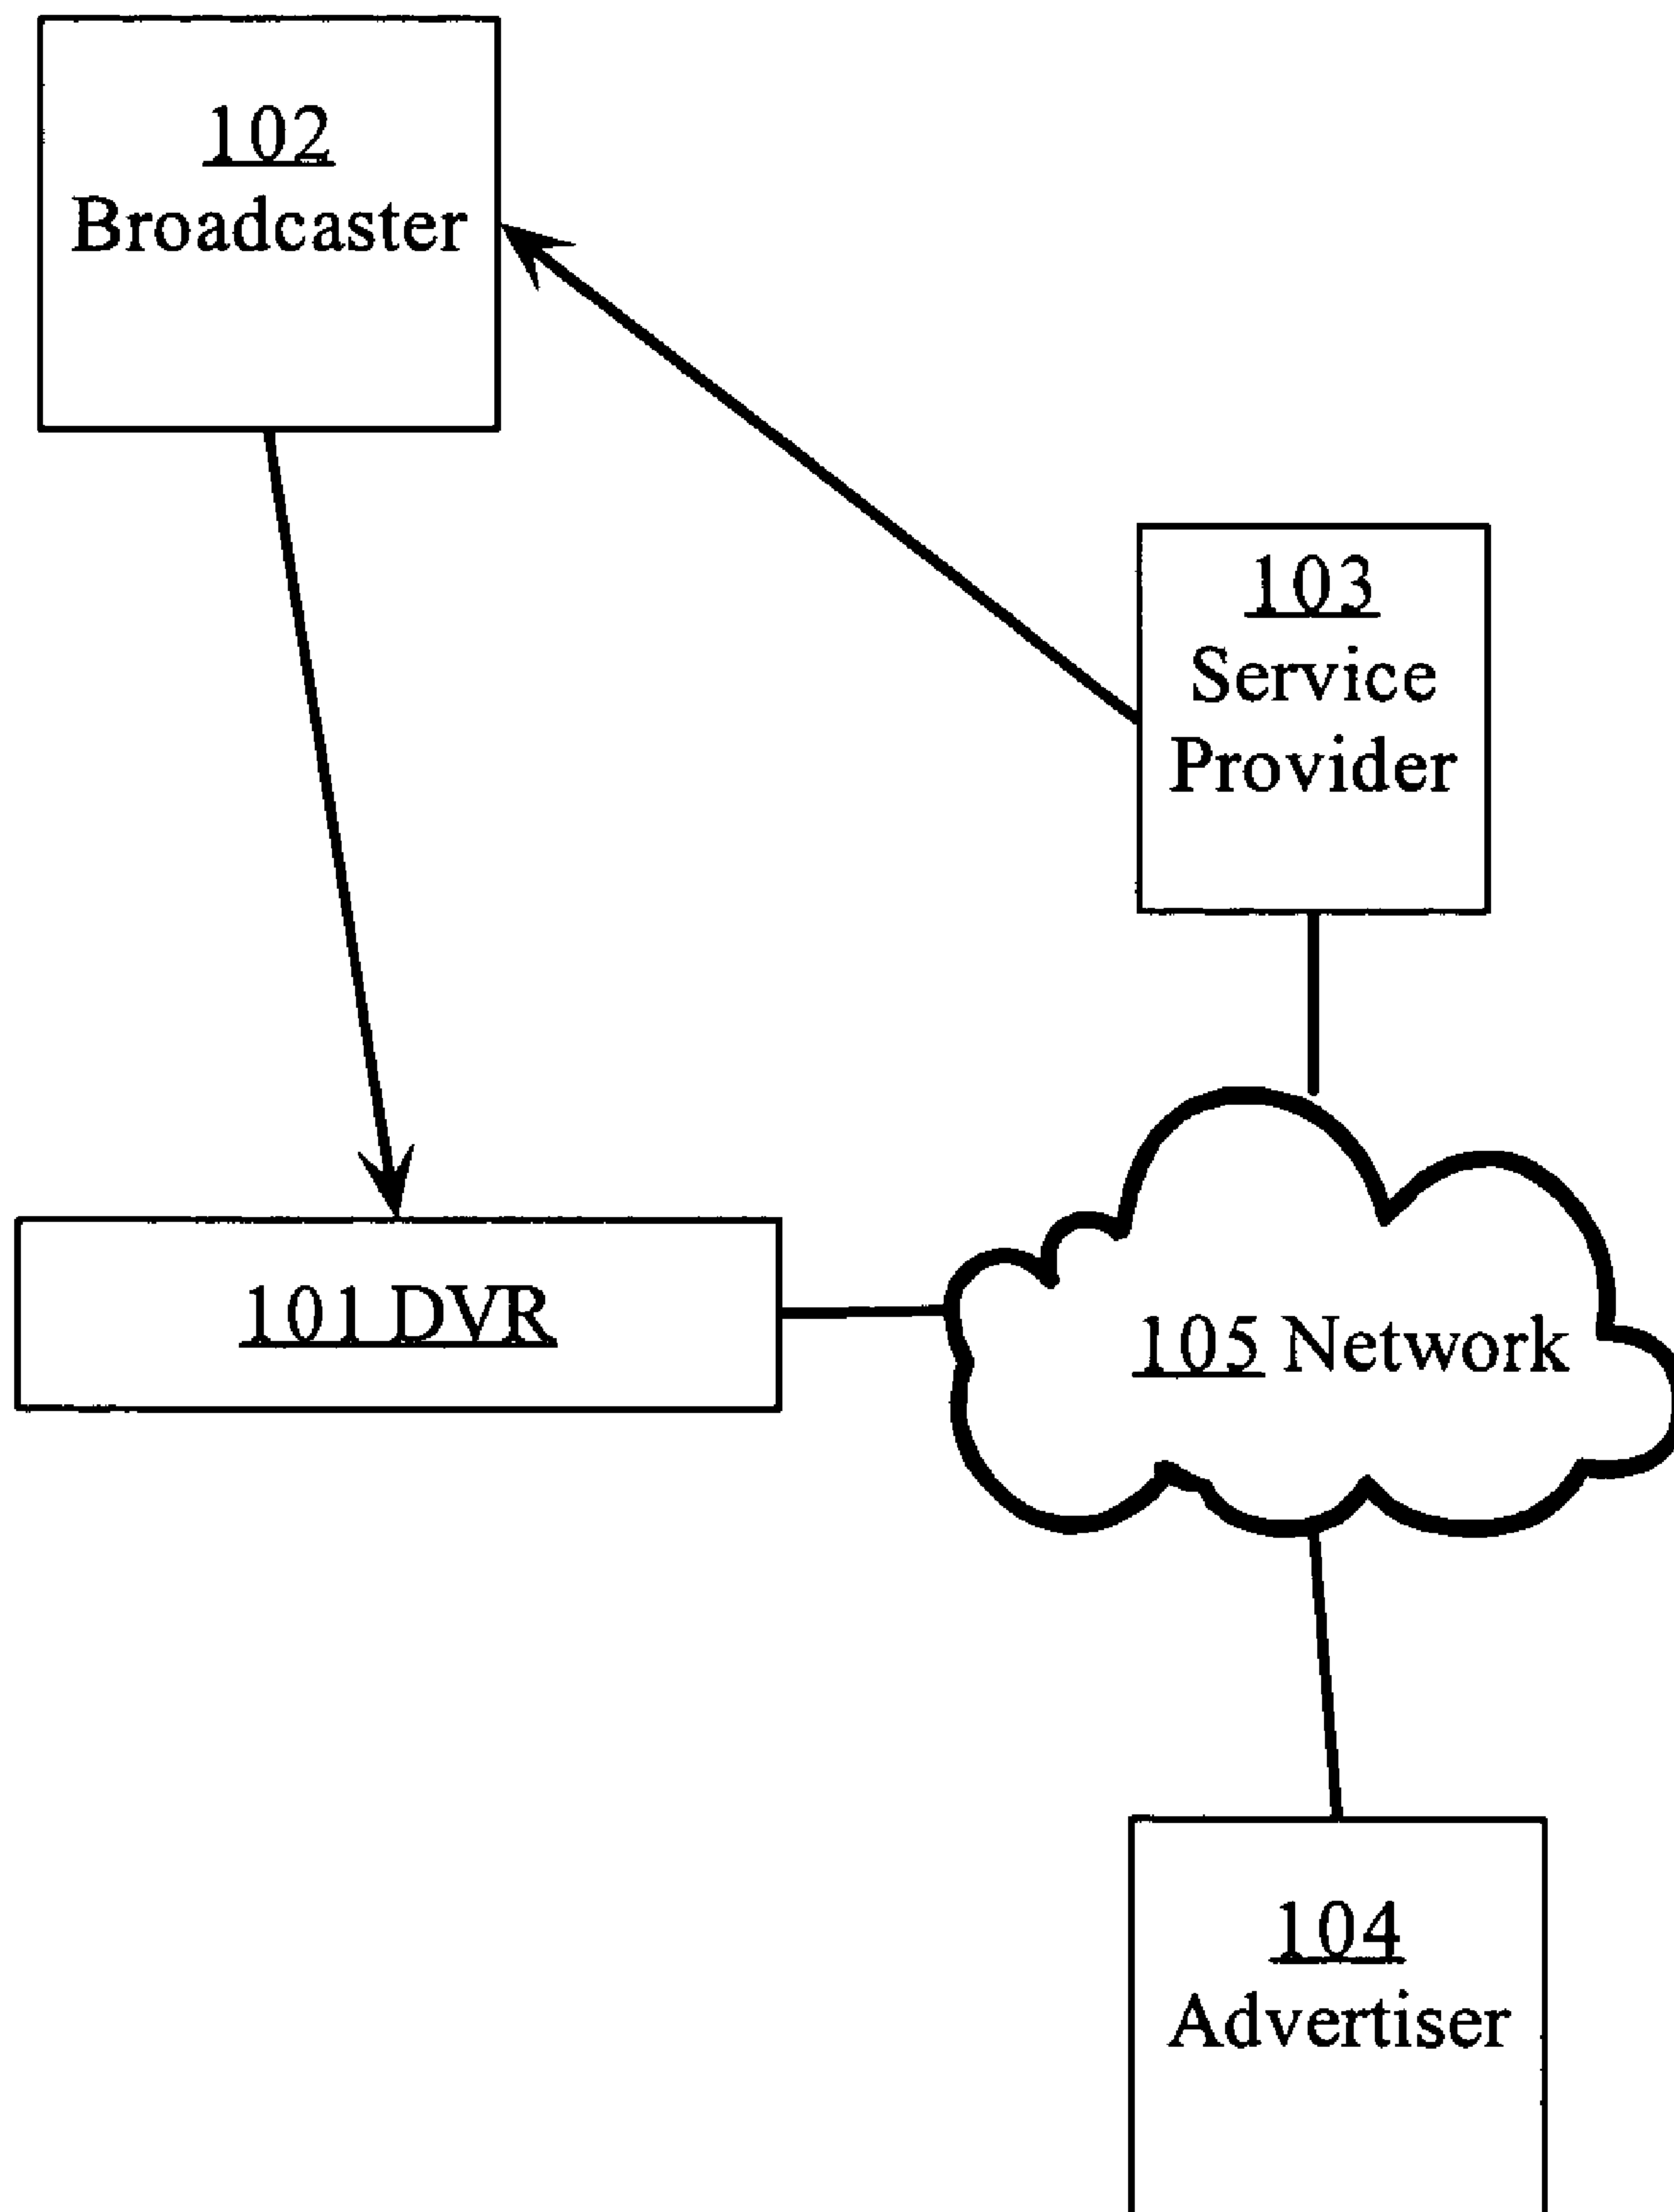 102
Broadcaster
103
Service
Provider
101 DVR
105 Network
104
Advertiser